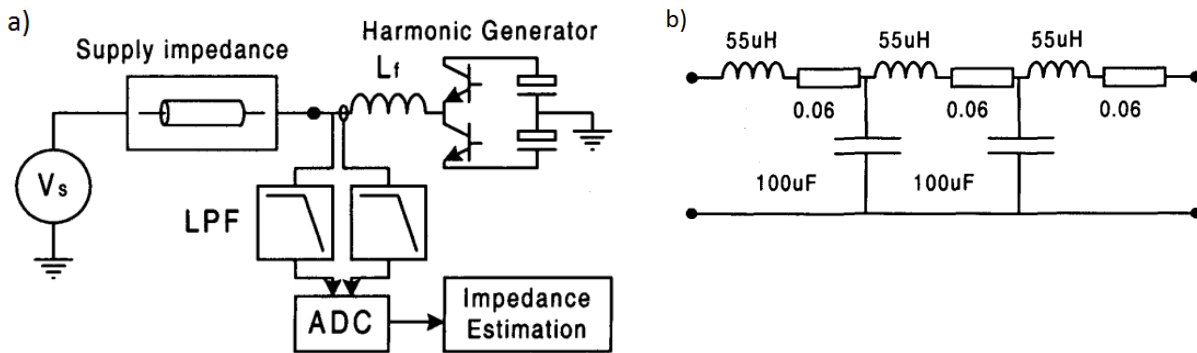 a)
Supply impedance
Harmonic Generator
Lf
Vs
LPF
ADC
Impedance
Estimation
b)
55uH 55uH 55uH
0.06 0.06 0.06
100uF 100uF